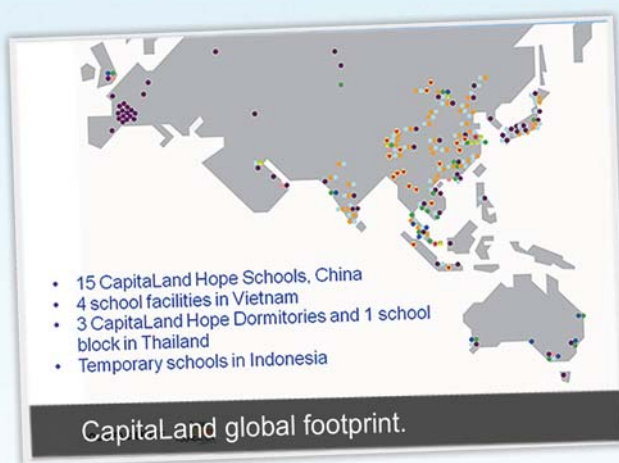 • 15 CapitaLand Hope Schools, China
• 4 school facilities in Vietnam
• 3 CapitaLand Hope Dormitories and 1 school
block in Thailand
• Temporary schools in Indonesia
CapitaLand global footprint.